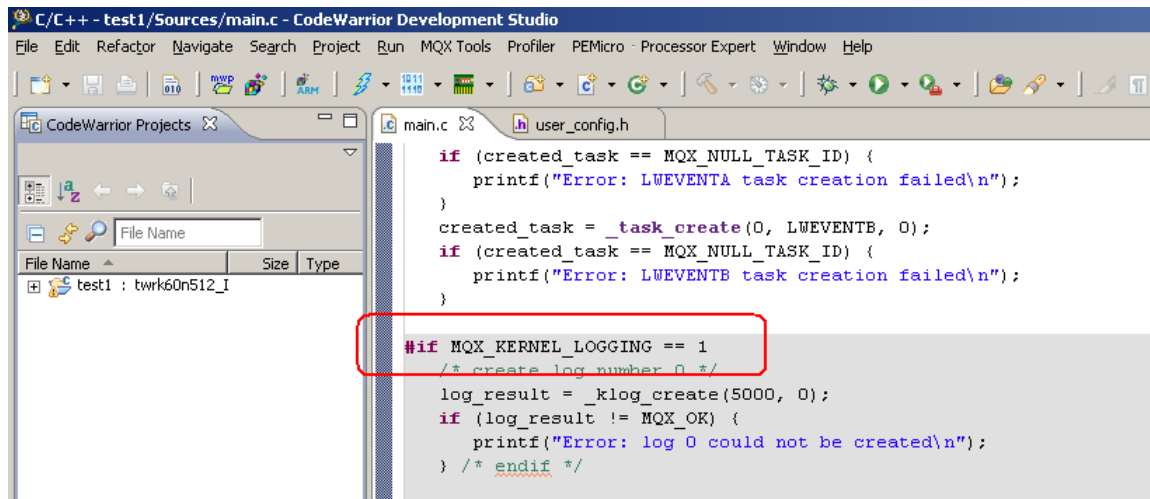 C/C++ - test1/Sources/main.c - CodeWarrior Development Studio
File Edit Refactor Navigate Search Project Run MQX Tools Profiler PEMicro Processor Expert Window Help
CodeWarrior Projects
main.c
user_config.h
File Name
File Name Size Type
test1 : twrk60n512_I
if (created_task == MQX_NULL_TASK_ID) {
printf("Error: LWEVENTA task creation failed\n");
}
created_task = _task_create(0, LWEVENTB, 0);
if (created_task == MQX_NULL_TASK_ID) {
printf("Error: LWEVENTB task creation failed\n");
}
#if MQX_KERNEL_LOGGING == 1
/* create log number 0 */
log_result = _klog_create(5000, 0);
if (log_result != MQX_OK) {
printf("Error: log 0 could not be created\n");
} /* endif */